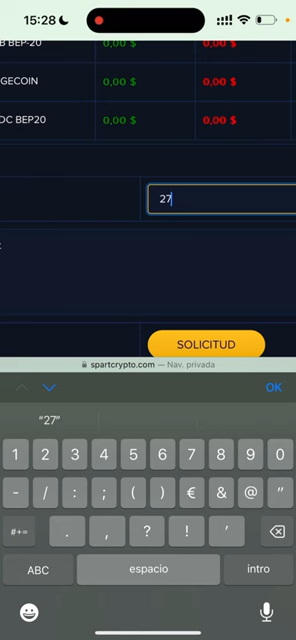 15:28
B BEP-20 0,00 $ 0,00 $
GECOIN 0,00 $ 0,00 $
DC BEP20 0,00 $ 0,00 $
27
SOLICITUD
spartcrypto.com — Nav. privada
OK
"27"
1 2 3 4 5 6 7 8 9 0
- / : ; ( ) € & @ "
#+= . , ? ! '
ABC espacio intro